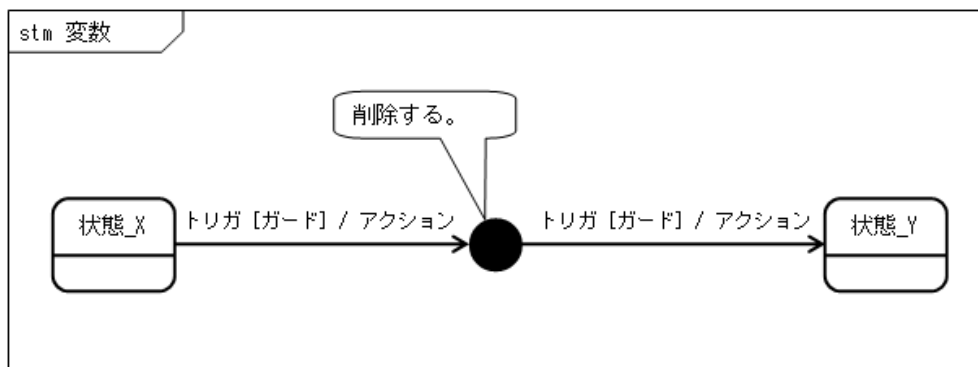 stm 変数
削除する。
状態_X
トリガ [ガード] / アクション
トリガ [ガード] / アクション
状態_Y